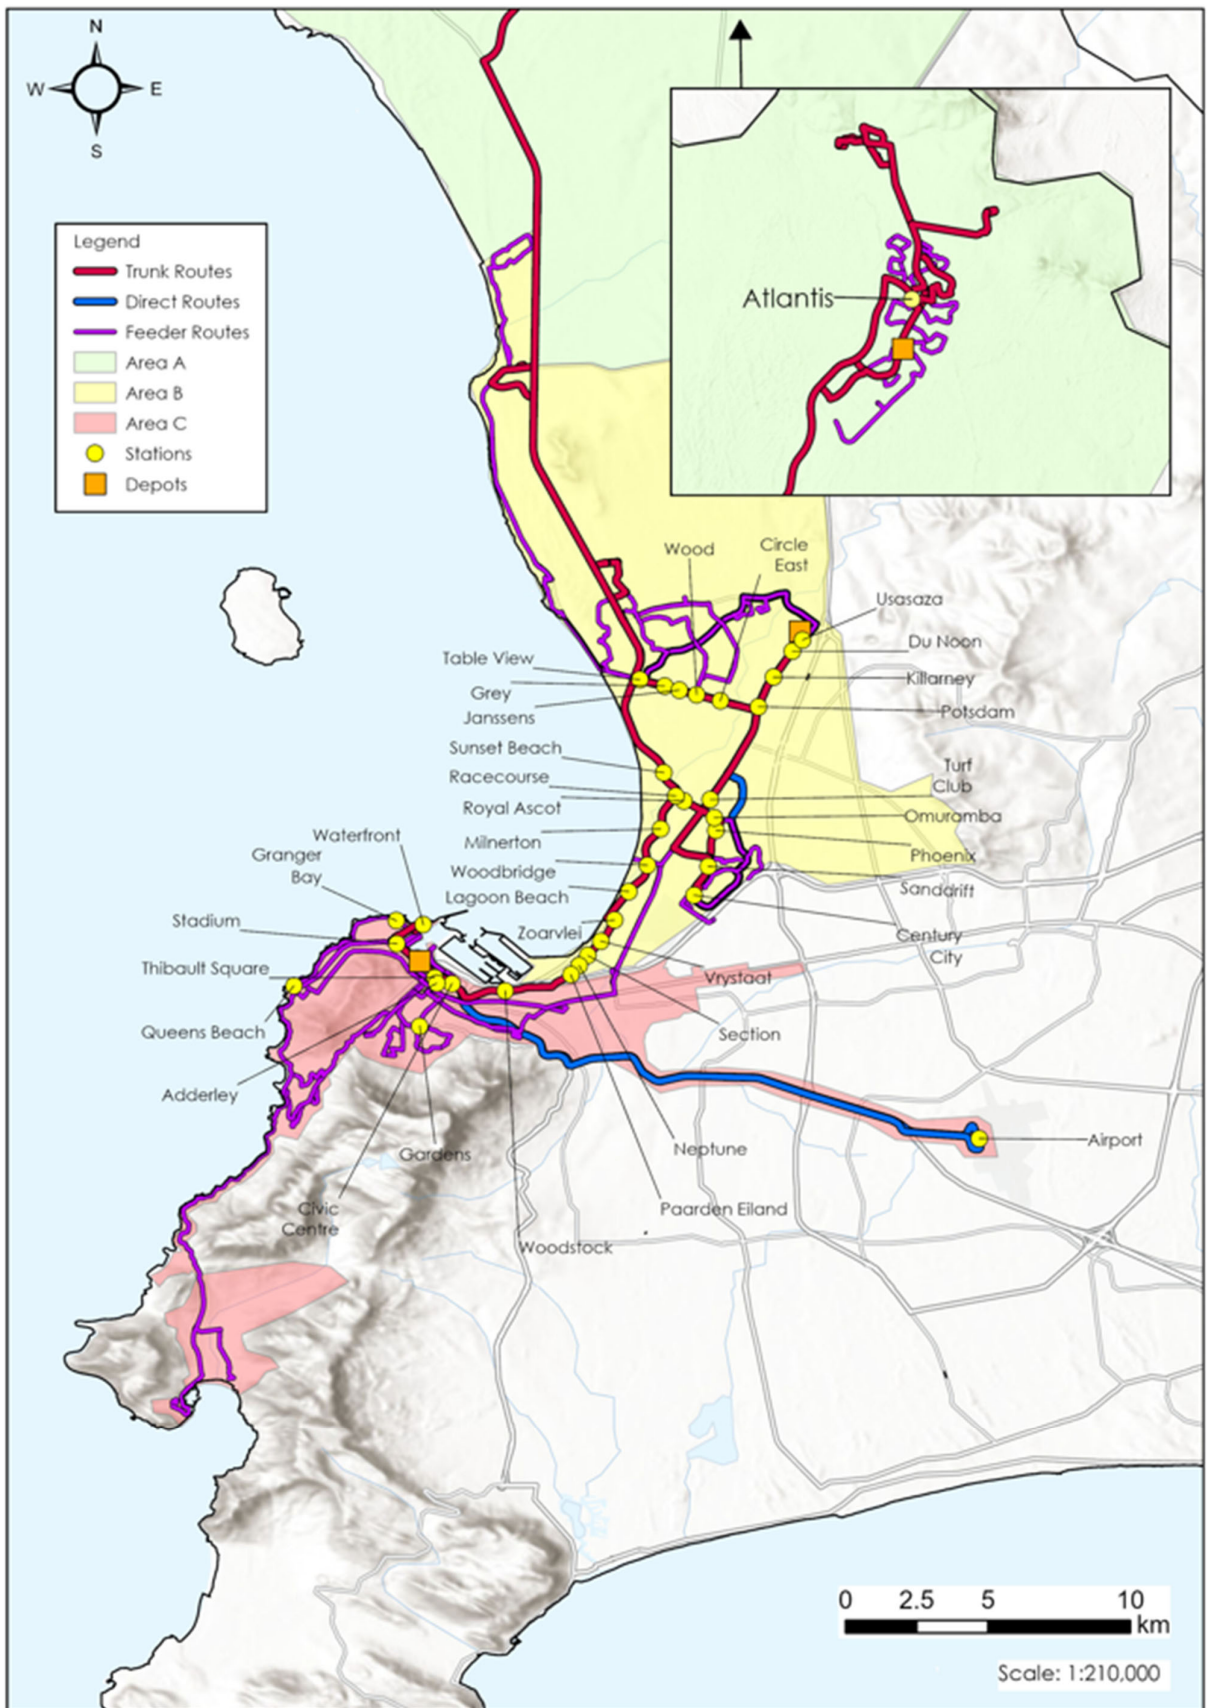 N
W
E
S
Legend
Trunk Routes
Direct Routes
Feeder Routes
Area A
Area B
Area C
Stations
Depots
Atlantis
Wood
Circle
East
Usasaza
Du Noon
Killarney
Potsdam
Table View
Grey
Janssens
Sunset Beach
Racecourse
Royal Ascot
Milnerton
Woodbridge
Lagoon Beach
Zoarvlei
Turf
Club
Omuramba
Phoenix
Sanddrift
Century
City
Vrystaat
Section
Waterfront
Granger
Bay
Stadium
Thibault Square
Queens Beach
Adderley
Gardens
Civic
Centre
Neptune
Paarden Eiland
Woodstock
Airport
0 2.5 5 10
km
Scale: 1:210,000